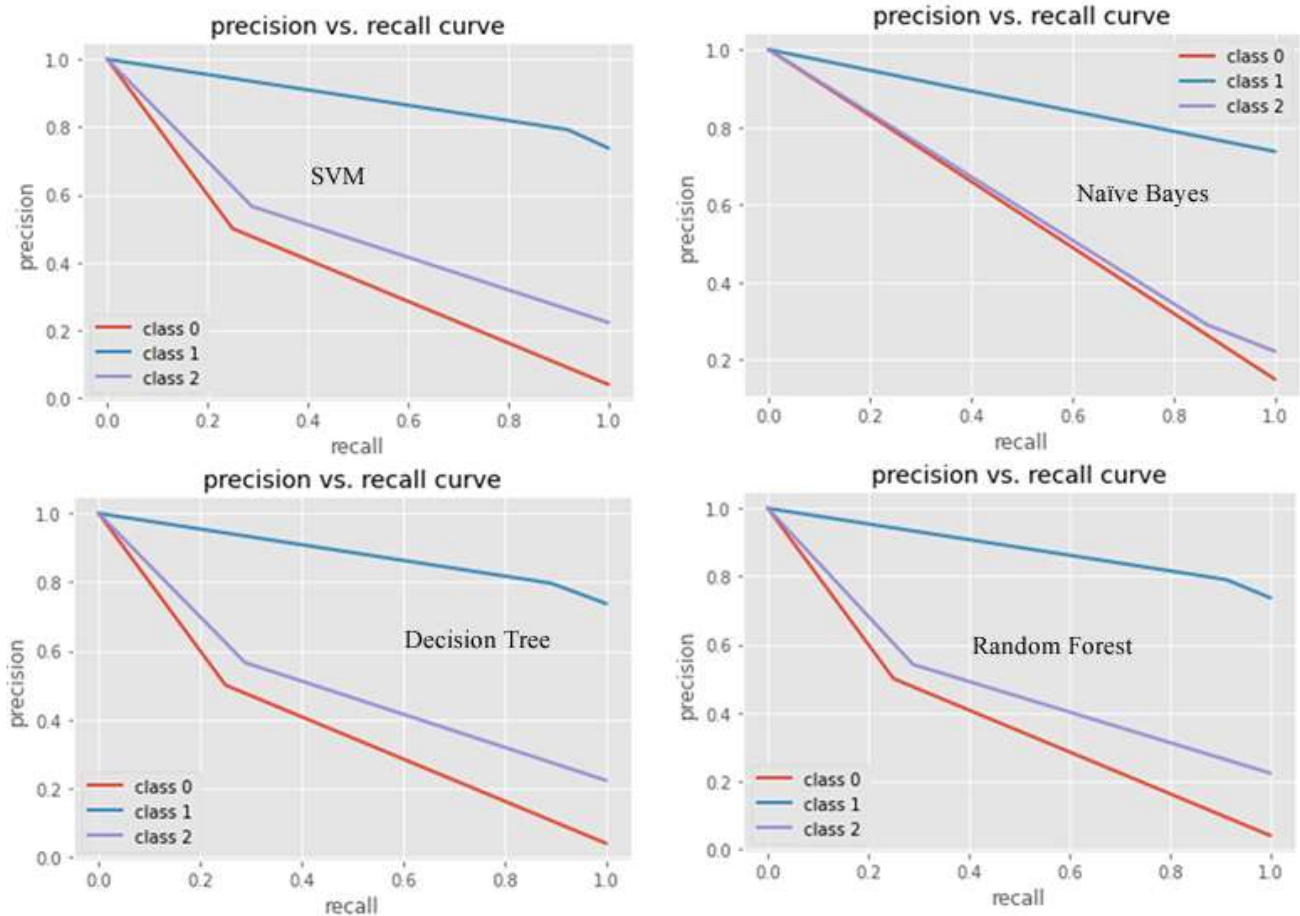 precision vs. recall curve
1.0
0.8
0.6
0.4
0.2
0.0
precision
SVM
class 0
class 1
class 2
0.0 0.2 0.4 0.6 0.8 1.0
recall
precision vs. recall curve
1.0
0.8
0.6
0.4
0.2
precision
class 0
class 1
class 2
Naïve Bayes
0.0 0.2 0.4 0.6 0.8 1.0
recall
precision vs. recall curve
1.0
0.8
0.6
0.4
0.2
0.0
precision
Decision Tree
class 0
class 1
class 2
0.0 0.2 0.4 0.6 0.8 1.0
recall
precision vs. recall curve
1.0
0.8
0.6
0.4
0.2
0.0
precision
Random Forest
class 0
class 1
class 2
0.0 0.2 0.4 0.6 0.8 1.0
recall